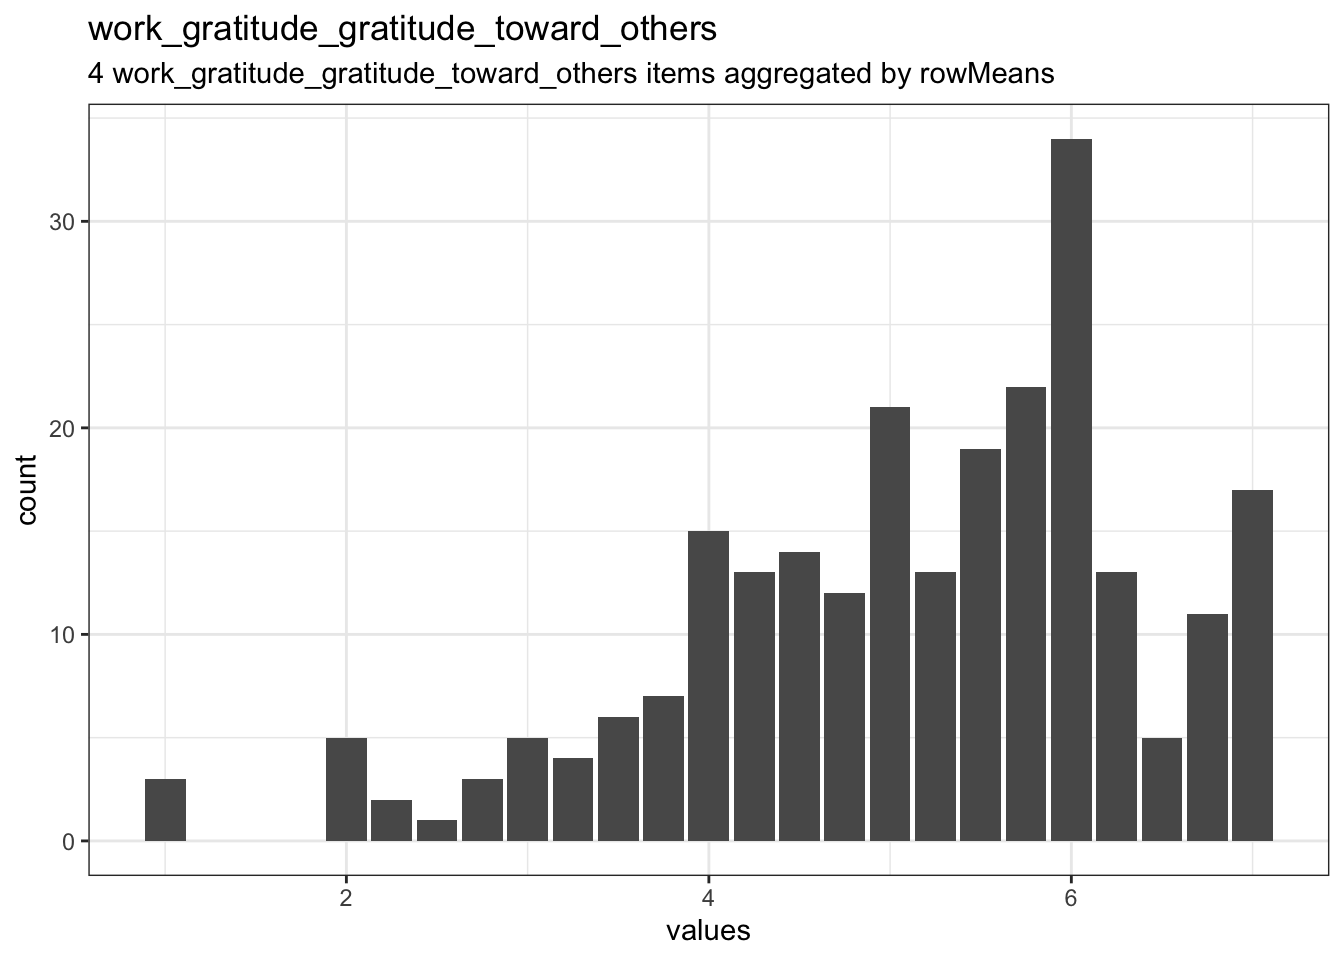 work_gratitude_gratitude_toward_others
4 work_gratitude_gratitude_toward_others items aggregated by rowMeans
30
20
10
0
count
2 4 6
values